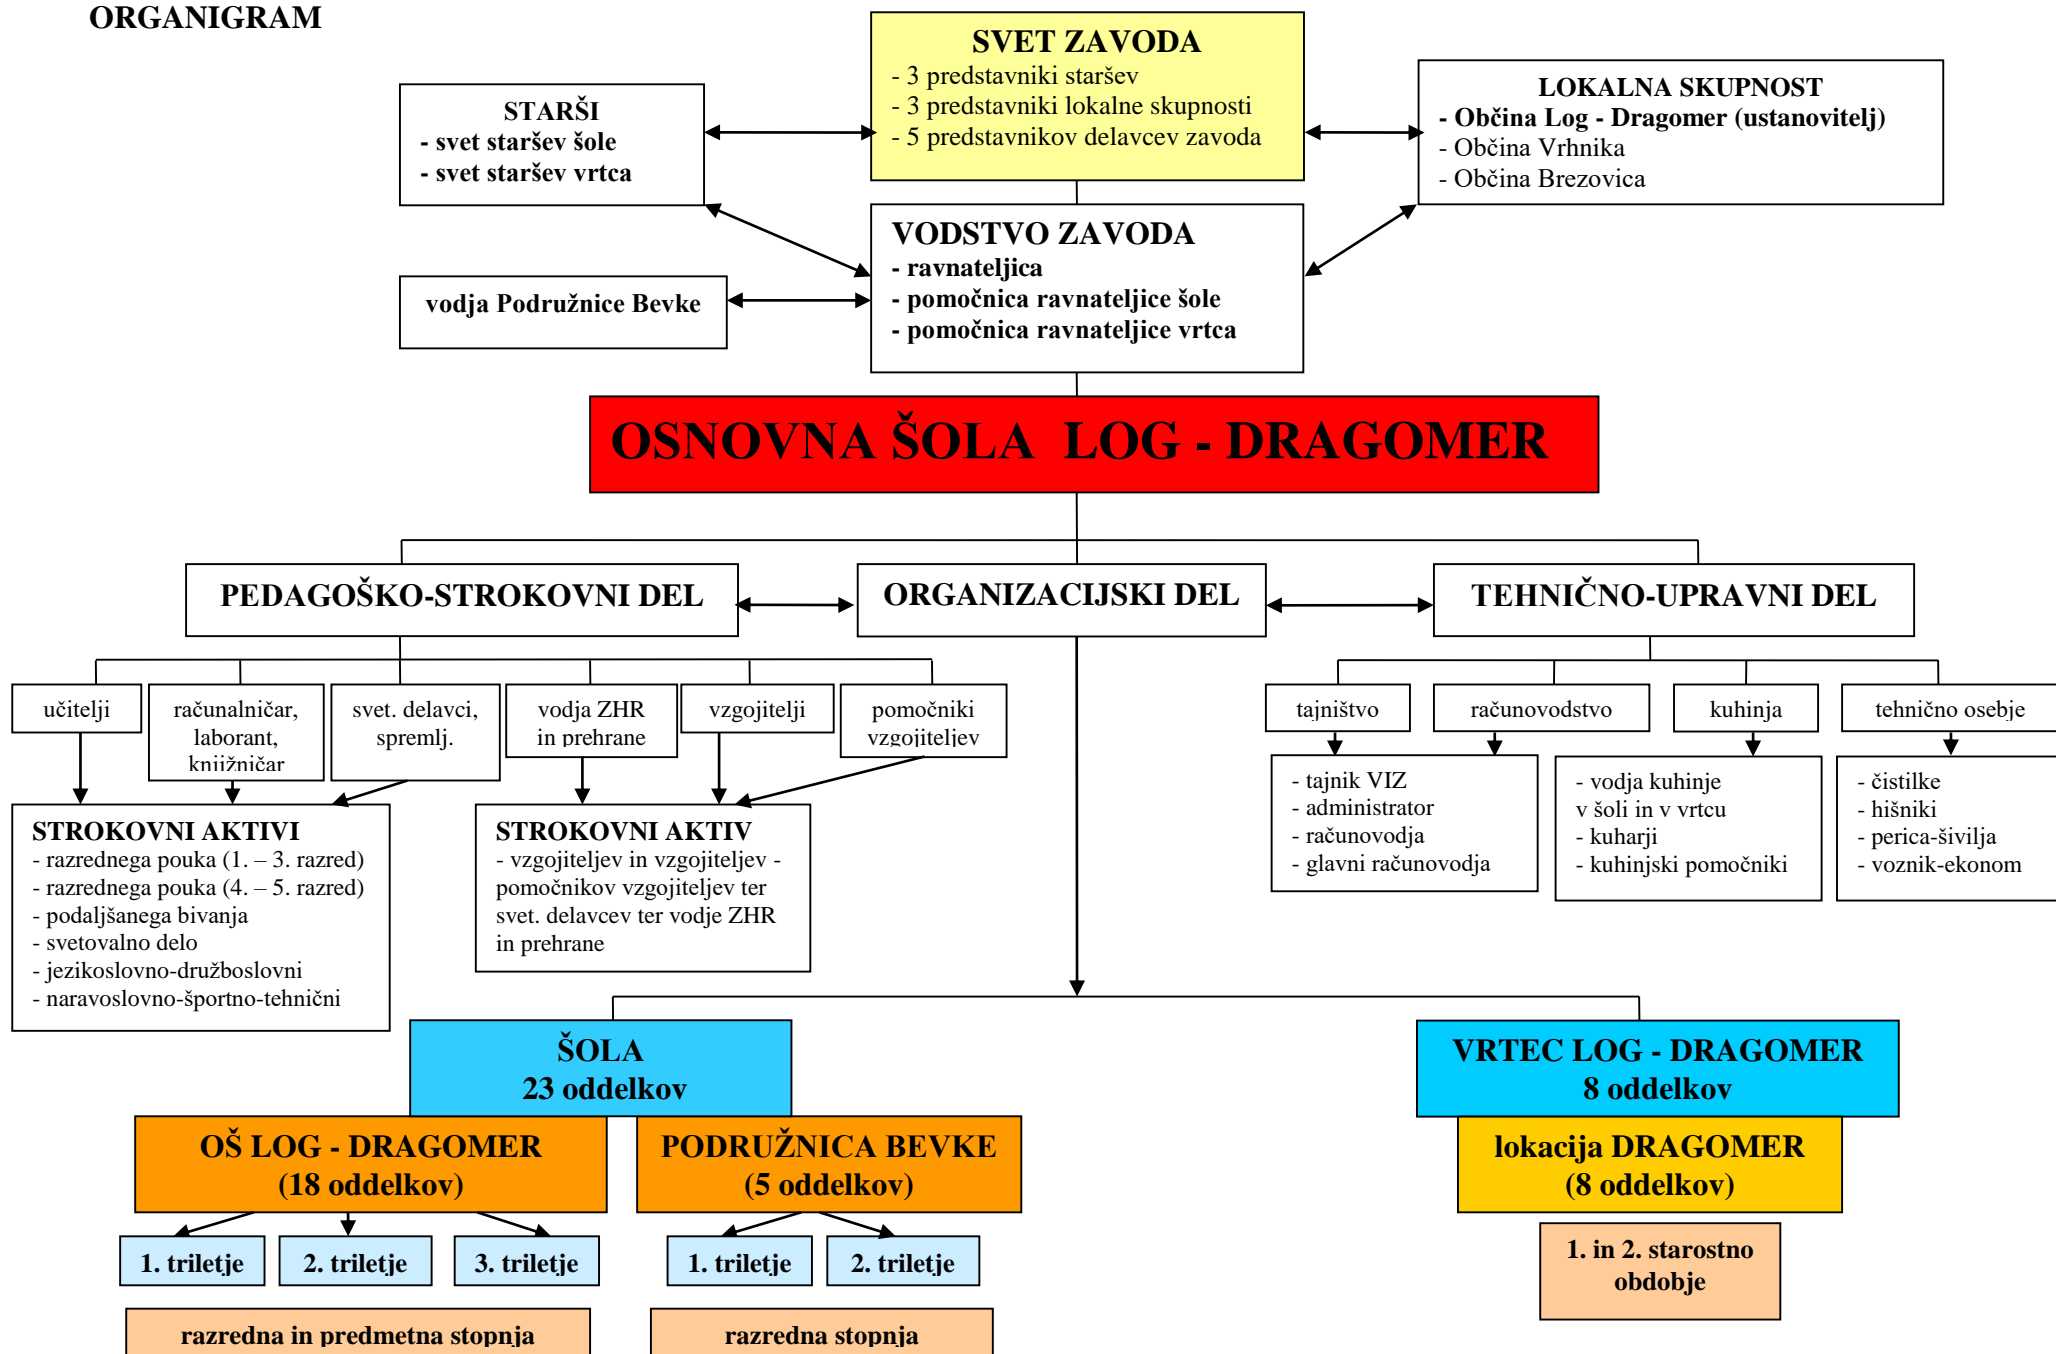 ORGANIGRAM
SVET ZAVODA
- 3 predstavniki staršev
- 3 predstavniki lokalne skupnosti
- 5 predstavnikov delavcev zavoda
STARŠI
- svet staršev šole
- svet staršev vrtca
LOKALNA SKUPNOST
- Občina Log - Dragomer (ustanovitelj)
- Občina Vrhnika
- Občina Brezovica
VODSTVO ZAVODA
- ravnateljica
- pomočnica ravnateljice šole
- pomočnica ravnateljice vrtca
vodja Podružnice Bevke
OSNOVNA ŠOLA LOG - DRAGOMER
PEDAGOŠKO-STROKOVNI DEL
ORGANIZACIJSKI DEL
TEHNIČNO-UPRAVNI DEL
učitelji
računalničar,
laborant,
knjižničar
svet. delavci,
spremlj.
vodja ZHR
in prehrane
vzgojitelji
pomočniki
vzgojiteljev
tajništvo
računovodstvo
kuhinja
tehnično osebje
STROKOVNI AKTIVI
- razrednega pouka (1. – 3. razred)
- razrednega pouka (4. – 5. razred)
- podaljšanega bivanja
- svetovalno delo
- jezikoslovno-družboslovni
- naravoslovno-športno-tehnični
STROKOVNI AKTIV
- vzgojiteljev in vzgojiteljev -
pomočnikov vzgojiteljev ter
svet. delavcev ter vodje ZHR
in prehrane
- tajnik VIZ
- administrator
- računovodja
- glavni računovodja
- vodja kuhinje
v šoli in v vrtcu
- kuharji
- kuhinjski pomočniki
- čistilke
- hišniki
- perica-šivilja
- voznik-ekonom
ŠOLA
23 oddelkov
VRTEC LOG - DRAGOMER
8 oddelkov
OŠ LOG - DRAGOMER
(18 oddelkov)
PODRUŽNICA BEVKE
(5 oddelkov)
lokacija DRAGOMER
(8 oddelkov)
1. triletje
2. triletje
3. triletje
1. triletje
2. triletje
1. in 2. starostno
obdobje
razredna in predmetna stopnja
razredna stopnja